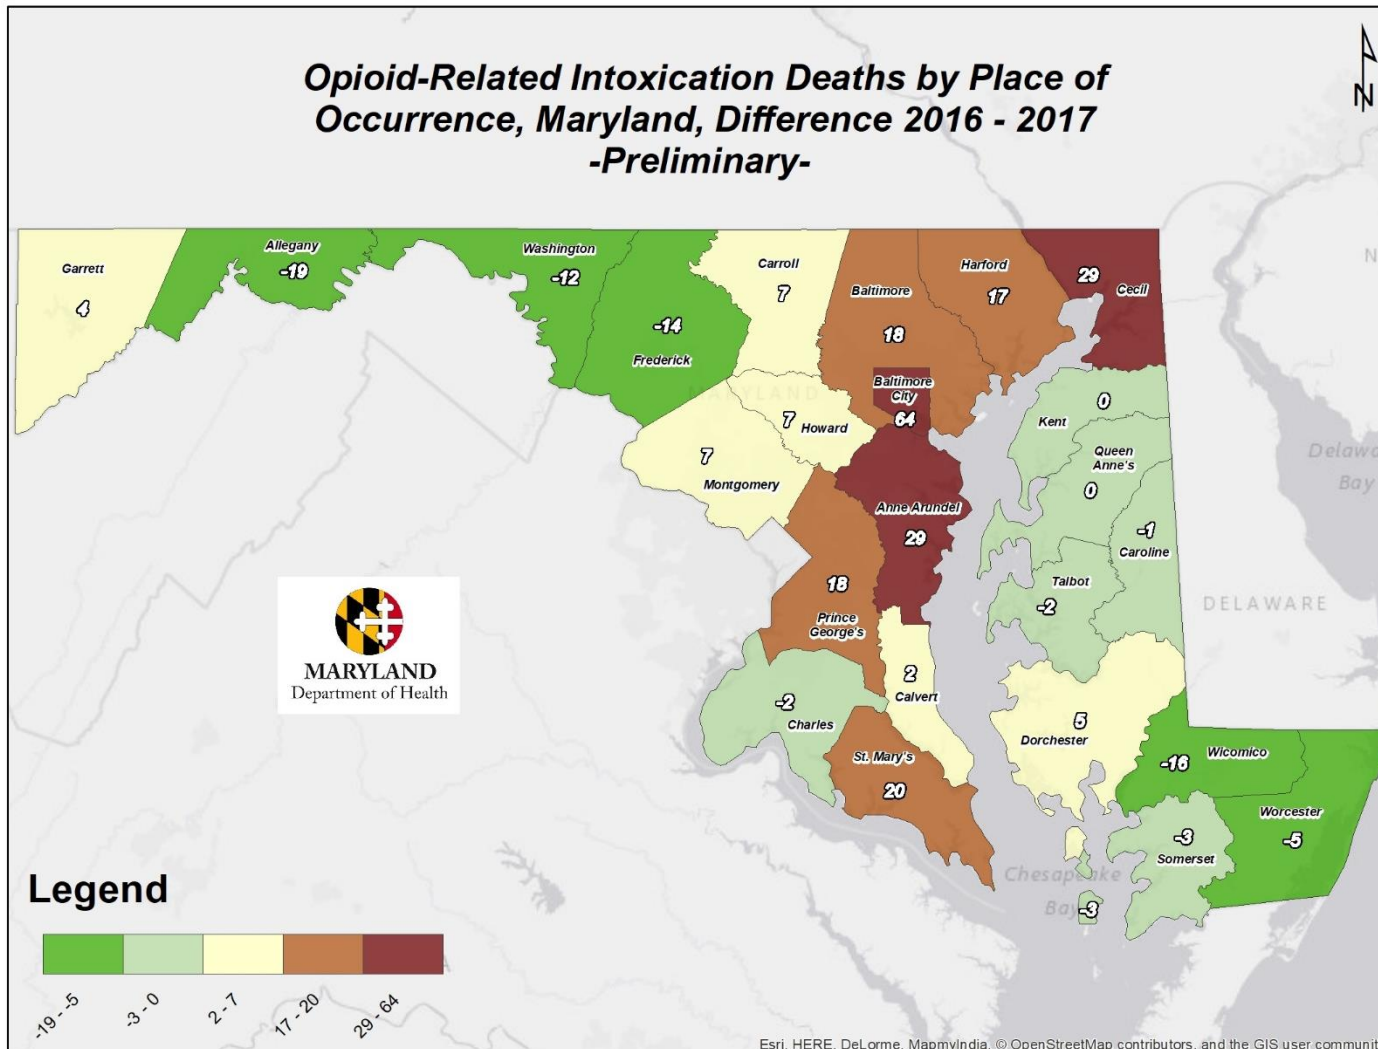 Opioid-Related Intoxication Deaths by Place of
Occurrence, Maryland, Difference 2016 - 2017
-Preliminary-
N
N
Garrett
4
Allegany
-19
Washington
-12
-14
Frederick
Carroll
7
Baltimore
18
Harford
17
29
Cecil
MARYLAND
Baltimore
City
64
7
Howard
7
Montgomery
Kent
0
Queen
Anne's
0
-1
Caroline
Delawa
Bay
Anne Arundel
29
Talbot
-2
DELAWARE
18
Prince
George's
MARYLAND
Department of Health
2
Calvert
-2
Charles
5
Dorchester
St. Mary's
20
-16
Wicomico
Worcester
-5
-3
Somerset
Chesapeake
Bay
-3
Legend
-19 - -5
-3 - 0
2 - 7
17 - 20
29 - 64
Esri, HERE, DeLorme, MapmyIndia, © OpenStreetMap contributors, and the GIS user communit